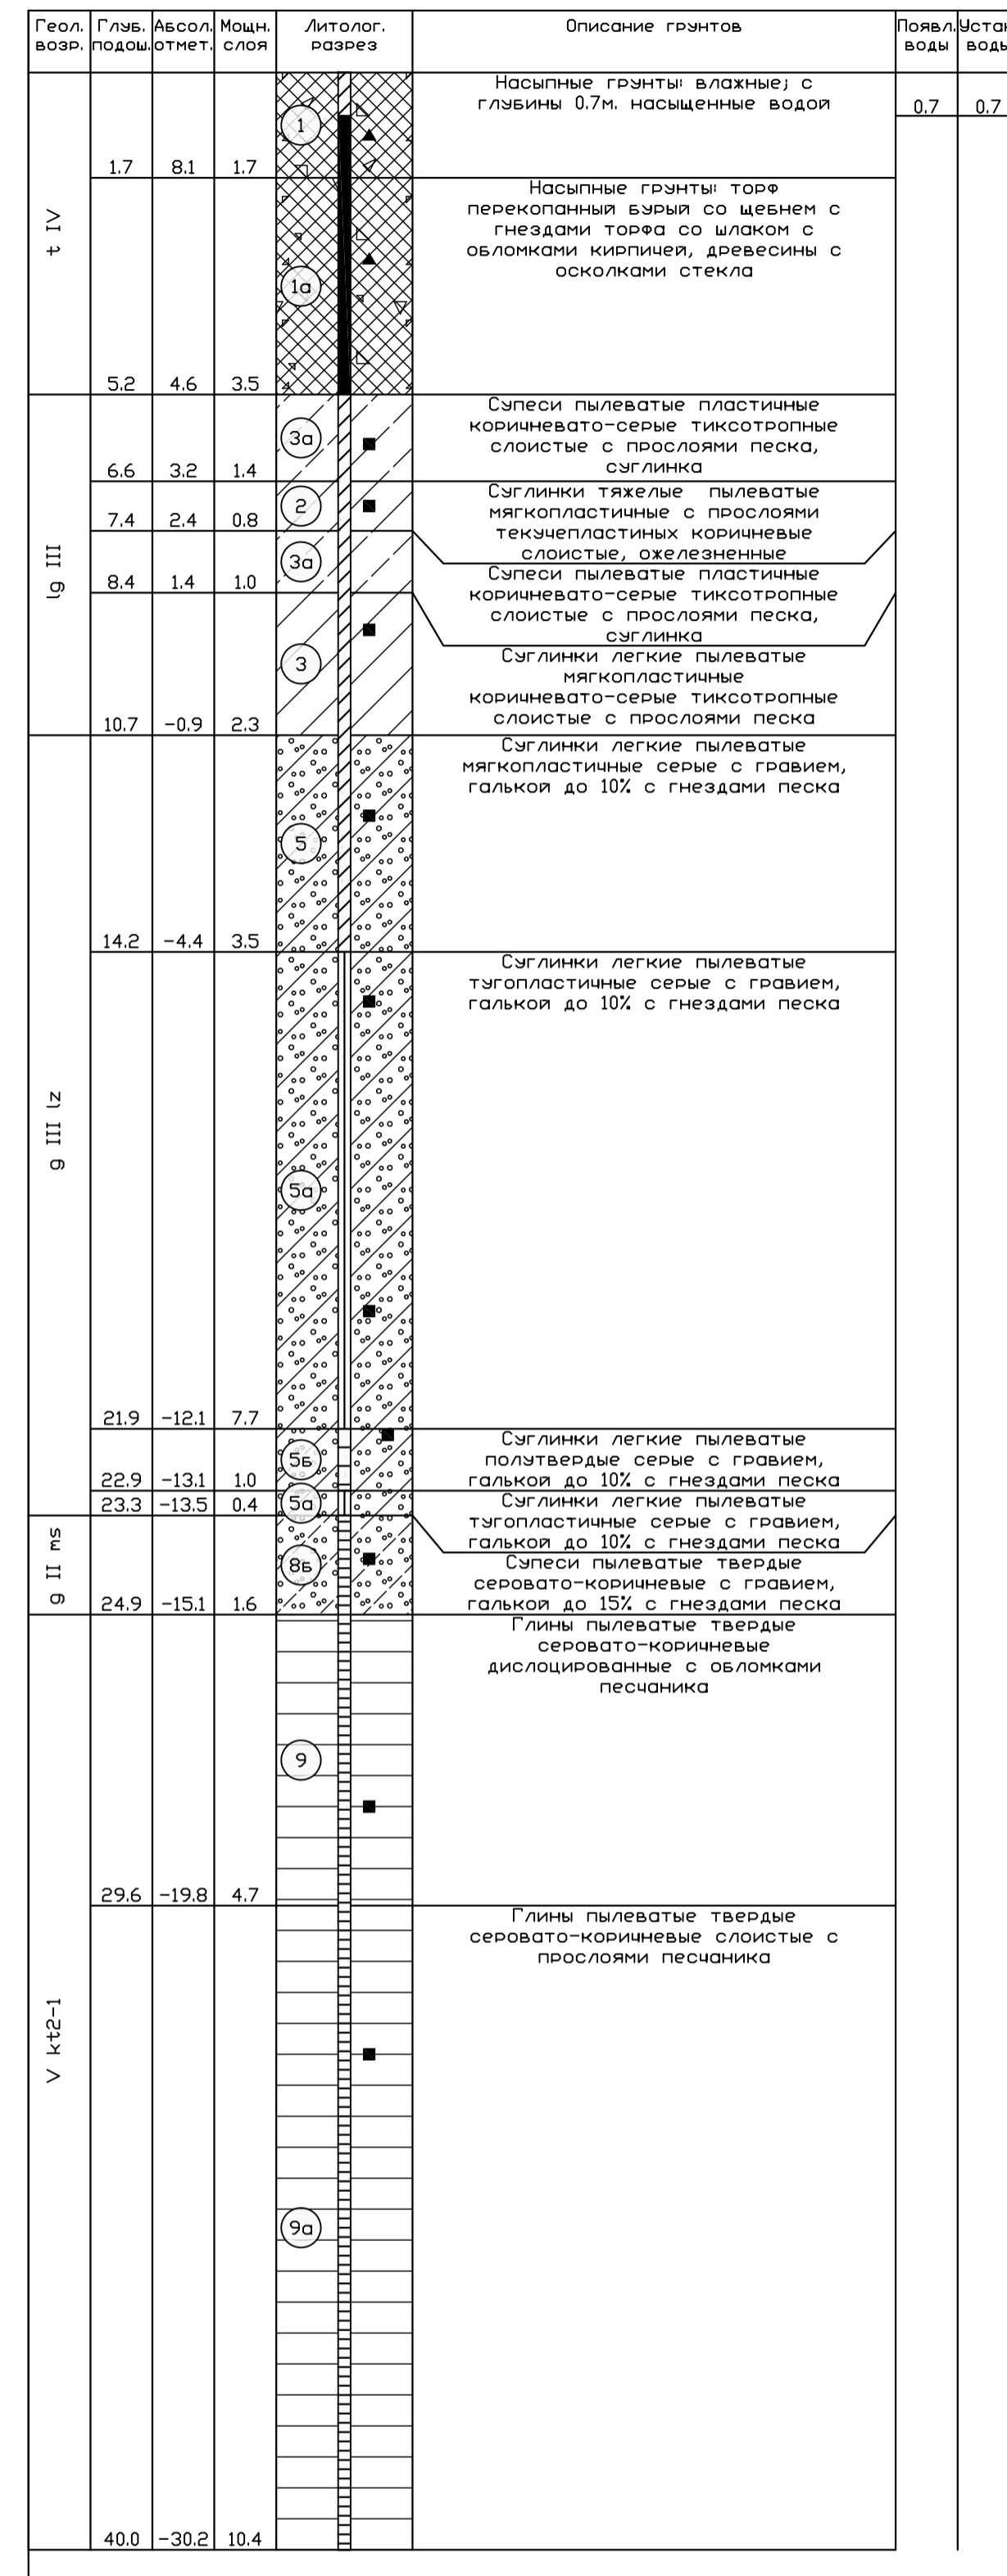 Геол. возр.
Глуб. подош.
Абсол. отмет.
Мощн. слоя
Литолог. разрез
Описание грунтов
Появл. воды
t IV
Насыпные грунты: влажные; с
глубины 0.7м. насыщенные водой
0.7
0.7
1
1.7 8.1 1.7
Насыпные грунты: торф
перекопанный бурый со щебнем с
гнездами торфа со шлаком с
обломками кирпичей, древесины с
осколками стекла
1а
5.2 4.6 3.5
lg III
Супеси пылеватые пластичные
коричневато-серые тиксотропные
слоистые с прослоями песка,
суглинка
3а
6.6 3.2 1.4
Суглинки тяжелые пылеватые
мягкопластичные с прослоями
текучепластиных коричневые
слоистые, ожелезненные
2
7.4 2.4 0.8
Супеси пылеватые пластичные
коричневато-серые тиксотропные
слоистые с прослоями песка,
суглинка
3а
8.4 1.4 1.0
Суглинки легкие пылеватые
мягкопластичные
коричневато-серые тиксотропные
слоистые с прослоями песка
3
10.7 -0.9 2.3
g III lz
Суглинки легкие пылеватые
мягкопластичные серые с гравием,
галькой до 10% с гнездами песка
5
14.2 -4.4 3.5
Суглинки легкие пылеватые
тугопластичные серые с гравием,
галькой до 10% с гнездами песка
5а
21.9 -12.1 7.7
Суглинки легкие пылеватые
полутвердые серые с гравием,
галькой до 10% с гнездами песка
5б
22.9 -13.1 1.0
Суглинки легкие пылеватые
тугопластичные серые с гравием,
галькой до 10% с гнездами песка
5а
23.3 -13.5 0.4
g II ms
Супеси пылеватые твердые
серовато-коричневые с гравием,
галькой до 15% с гнездами песка
8б
24.9 -15.1 1.6
V kt2-1
Глины пылеватые твердые
серовато-коричневые
дислоцированные с обломками
песчаника
9
29.6 -19.8 4.7
Глины пылеватые твердые
серовато-коричневые слоистые с
прослоями песчаника
9а
40.0 -30.2 10.4